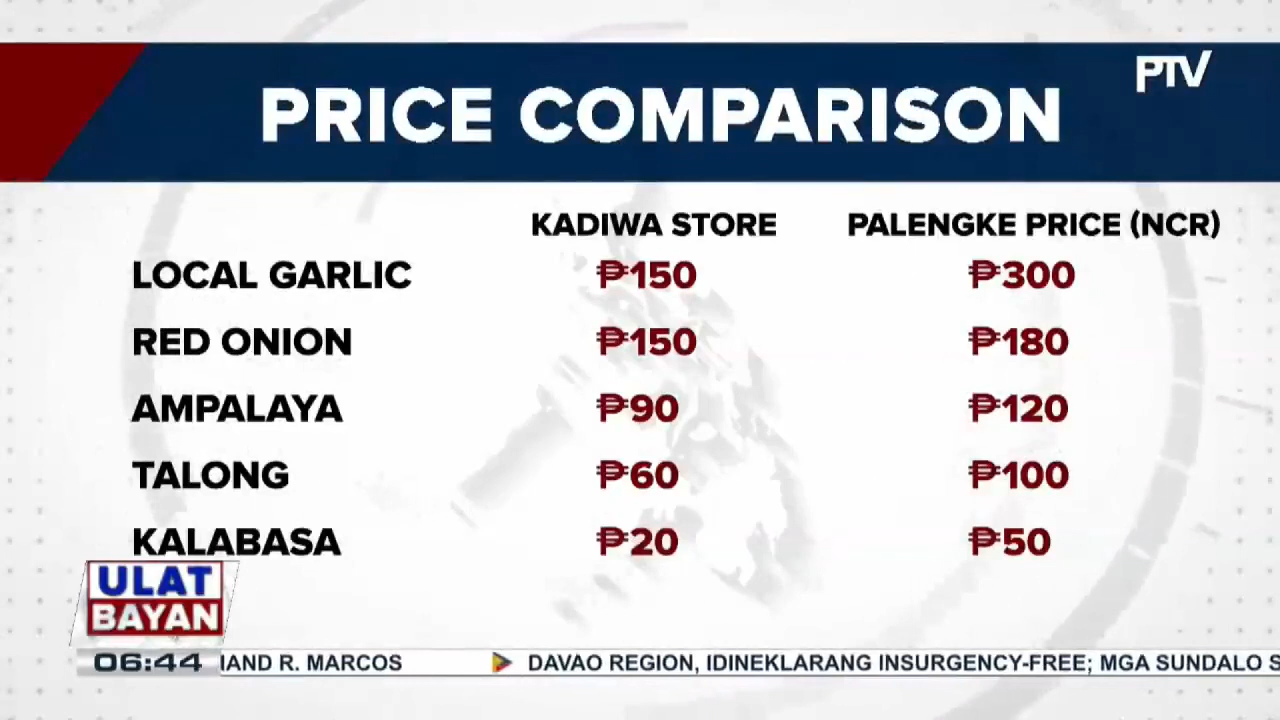 PTV
PRICE COMPARISON
KADIWA STORE PALENGKE PRICE (NCR)
LOCAL GARLIC ₱150 ₱300
RED ONION ₱150 ₱180
AMPALAYA ₱90 ₱120
TALONG ₱60 ₱100
KALABASA ₱20 ₱50
ULAT
BAYAN
06:44 R. MARCOS DAVAO REGION, IDINEKLARANG INSURGENCY-FREE; MGA SUNDALO